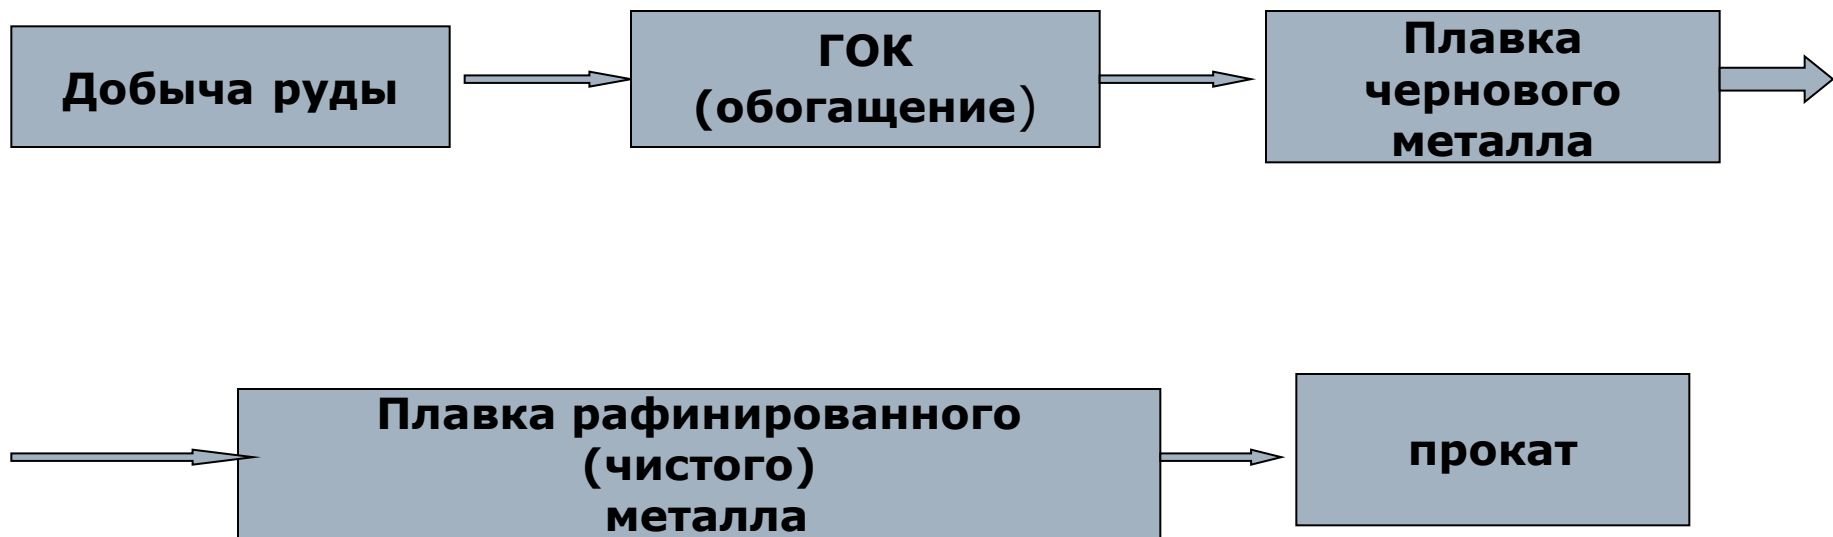 Добыча руды
ГОК
(обогащение)
Плавка
чернового
металла
Плавка рафинированного
(чистого)
металла
прокат